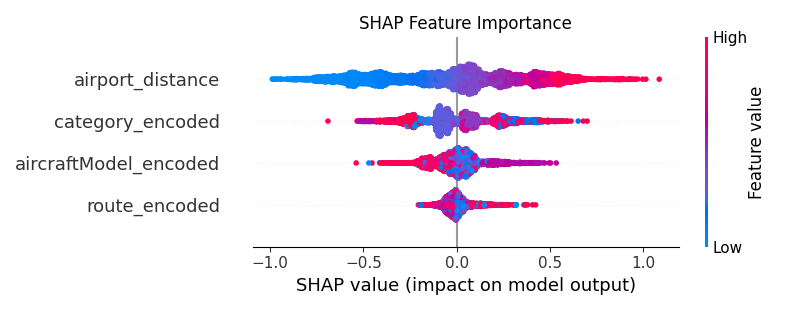 SHAP Feature Importance
High
airport_distance
category_encoded
aircraftModel_encoded
route_encoded
Feature value
Low
−1.0 −0.5 0.0 0.5 1.0
SHAP value (impact on model output)